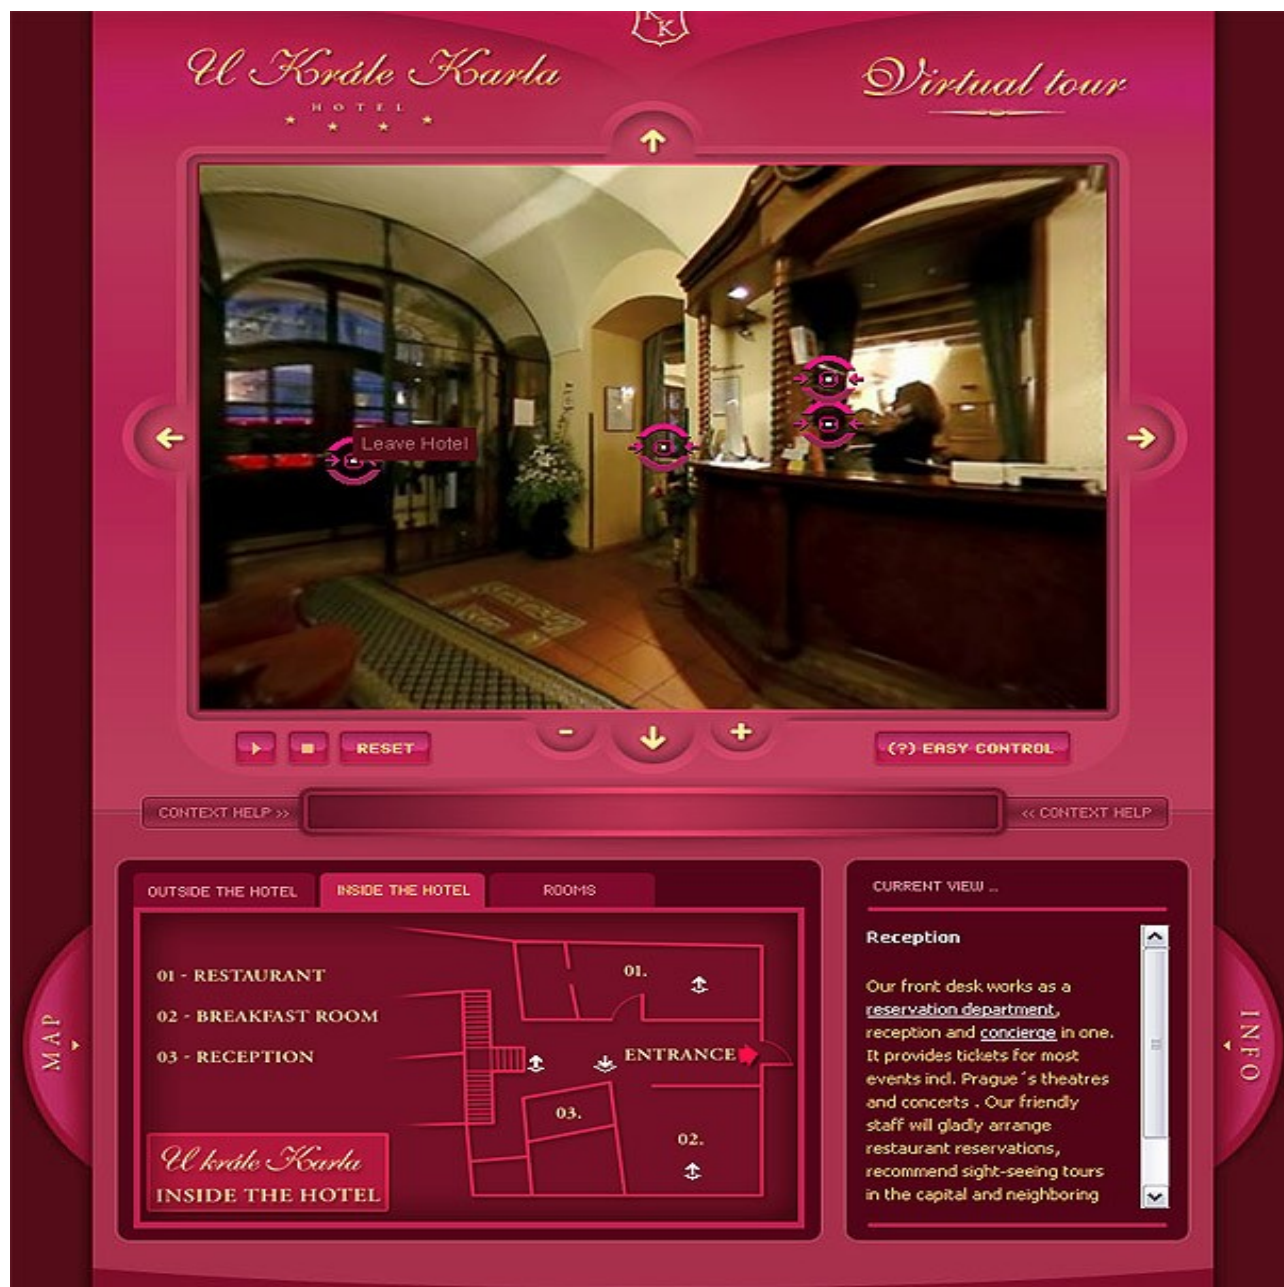 K K
U Krále Karla
HOTEL
Virtual tour
Leave Hotel
RESET
(?) EASY CONTROL
CONTEXT HELP >>
<< CONTEXT HELP
OUTSIDE THE HOTEL
INSIDE THE HOTEL
ROOMS
01 - RESTAURANT
02 - BREAKFAST ROOM
03 - RECEPTION
01.
ENTRANCE
03.
02.
U krále Karla
INSIDE THE HOTEL
MAP
CURRENT VIEW ..
Reception
Our front desk works as a
reservation department,
reception and concierge in one.
It provides tickets for most
events incl. Prague´s theatres
and concerts . Our friendly
staff will gladly arrange
restaurant reservations,
recommend sight-seeing tours
in the capital and neighboring
INFO